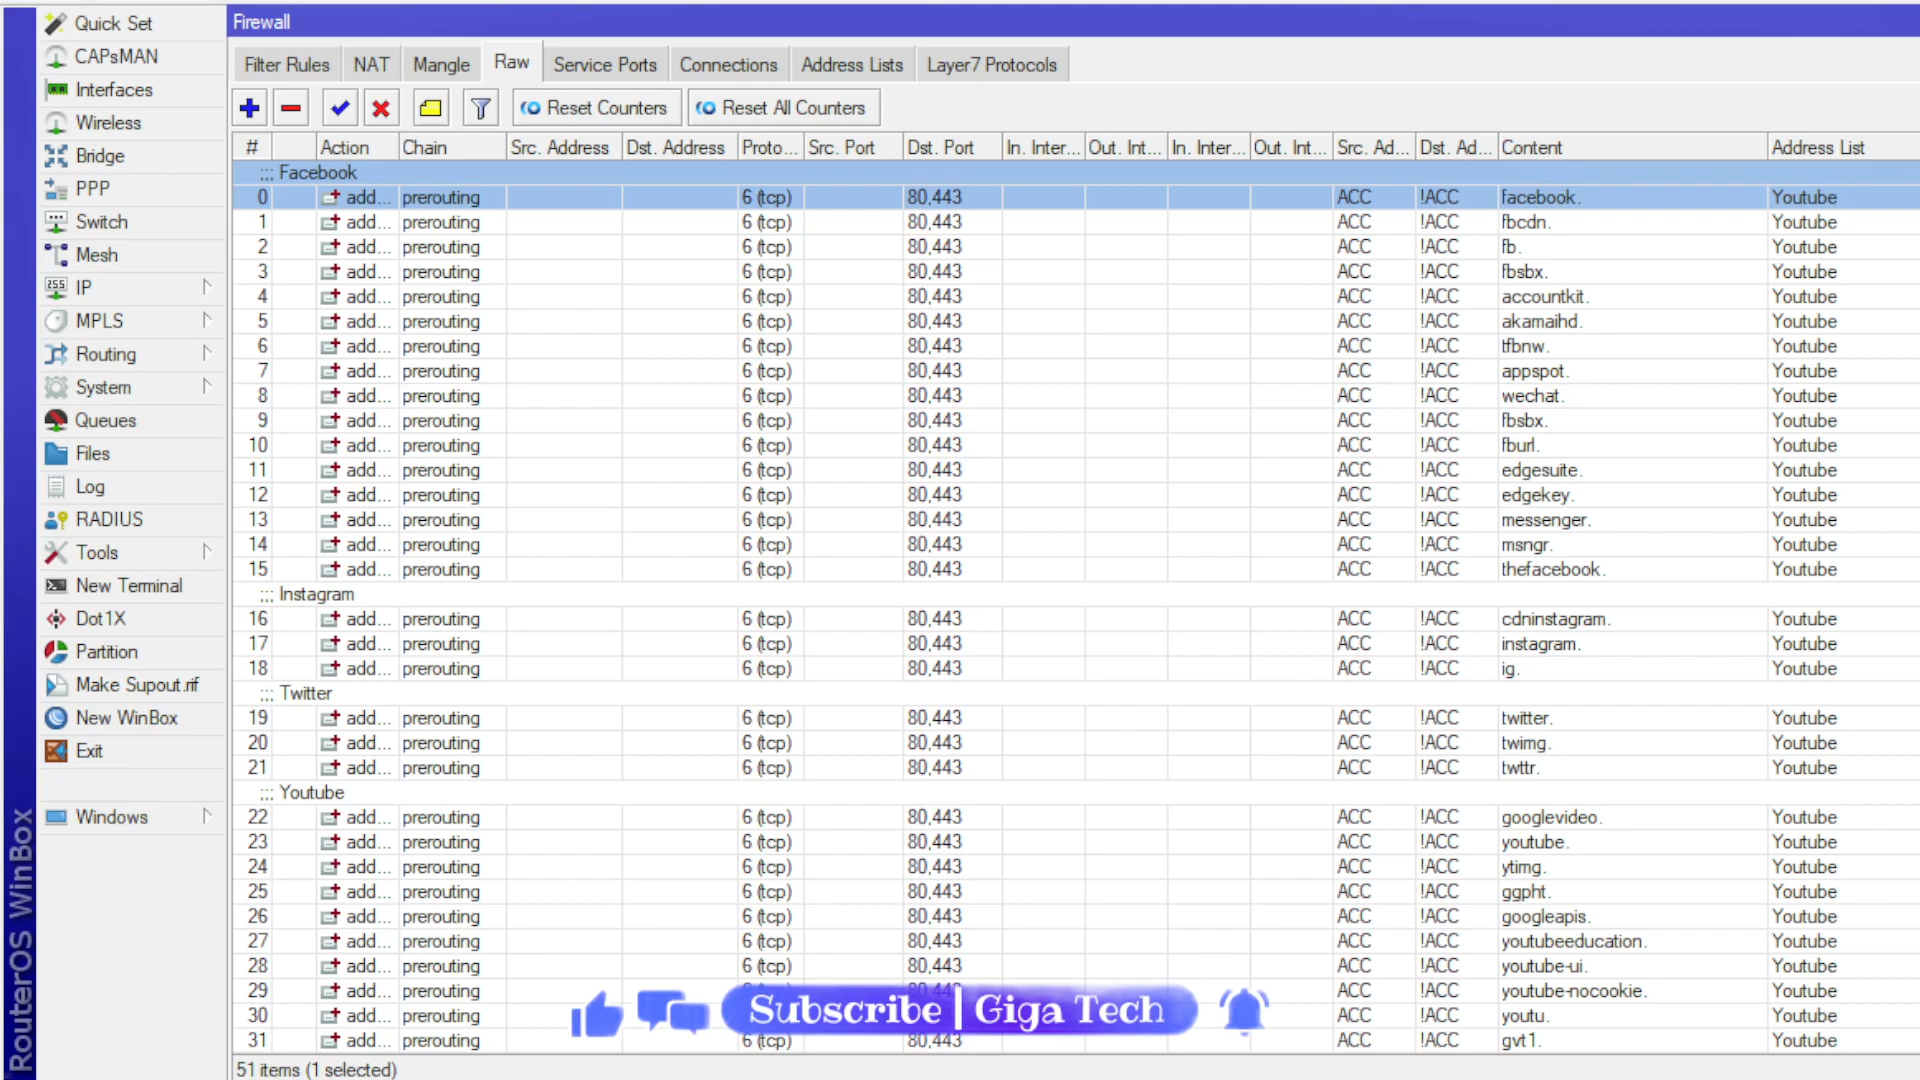 Quick Set
CAPsMAN
Interfaces
Wireless
Bridge
PPP
Switch
Mesh
255 IP
MPLS
Routing
System
Queues
Files
Log
RADIUS
Tools
New Terminal
Dot1X
Partition
Make Supout.rif
New WinBox
Exit
Windows
RouterOS WinBox
Firewall
Filter Rules NAT Mangle Raw Service Ports Connections Address Lists Layer7 Protocols
Reset Counters Reset All Counters
# Action Chain Src. Address Dst. Address Proto... Src. Port Dst. Port In. Inter... Out. Int... In. Inter... Out. Int... Src. Ad... Dst. Ad... Content Address List
;;; Facebook
0 add... prerouting 6 (tcp) 80,443 ACC !ACC facebook. Youtube
1 add... prerouting 6 (tcp) 80,443 ACC !ACC fbcdn. Youtube
2 add... prerouting 6 (tcp) 80,443 ACC !ACC fb. Youtube
3 add... prerouting 6 (tcp) 80,443 ACC !ACC fbsbx. Youtube
4 add... prerouting 6 (tcp) 80,443 ACC !ACC accountkit. Youtube
5 add... prerouting 6 (tcp) 80,443 ACC !ACC akamaihd. Youtube
6 add... prerouting 6 (tcp) 80,443 ACC !ACC tfbnw. Youtube
7 add... prerouting 6 (tcp) 80,443 ACC !ACC appspot. Youtube
8 add... prerouting 6 (tcp) 80,443 ACC !ACC wechat. Youtube
9 add... prerouting 6 (tcp) 80,443 ACC !ACC fbsbx. Youtube
10 add... prerouting 6 (tcp) 80,443 ACC !ACC fburl. Youtube
11 add... prerouting 6 (tcp) 80,443 ACC !ACC edgesuite. Youtube
12 add... prerouting 6 (tcp) 80,443 ACC !ACC edgekey. Youtube
13 add... prerouting 6 (tcp) 80,443 ACC !ACC messenger. Youtube
14 add... prerouting 6 (tcp) 80,443 ACC !ACC msngr. Youtube
15 add... prerouting 6 (tcp) 80,443 ACC !ACC thefacebook. Youtube
;;; Instagram
16 add... prerouting 6 (tcp) 80,443 ACC !ACC cdninstagram. Youtube
17 add... prerouting 6 (tcp) 80,443 ACC !ACC instagram. Youtube
18 add... prerouting 6 (tcp) 80,443 ACC !ACC ig. Youtube
;;; Twitter
19 add... prerouting 6 (tcp) 80,443 ACC !ACC twitter. Youtube
20 add... prerouting 6 (tcp) 80,443 ACC !ACC twimg. Youtube
21 add... prerouting 6 (tcp) 80,443 ACC !ACC twttr. Youtube
;;; Youtube
22 add... prerouting 6 (tcp) 80,443 ACC !ACC googlevideo. Youtube
23 add... prerouting 6 (tcp) 80,443 ACC !ACC youtube. Youtube
24 add... prerouting 6 (tcp) 80,443 ACC !ACC ytimg. Youtube
25 add... prerouting 6 (tcp) 80,443 ACC !ACC ggpht. Youtube
26 add... prerouting 6 (tcp) 80,443 ACC !ACC googleapis. Youtube
27 add... prerouting 6 (tcp) 80,443 ACC !ACC youtubeeducation. Youtube
28 add... prerouting 6 (tcp) 80,443 ACC !ACC youtube-ui. Youtube
29 add... prerouting ACC !ACC youtube-nocookie. Youtube
30 add... prerouting ACC !ACC youtu. Youtube
31 add... prerouting 6 (tcp) 80,443 ACC !ACC gvt1. Youtube
Subscribe | Giga Tech
51 items (1 selected)